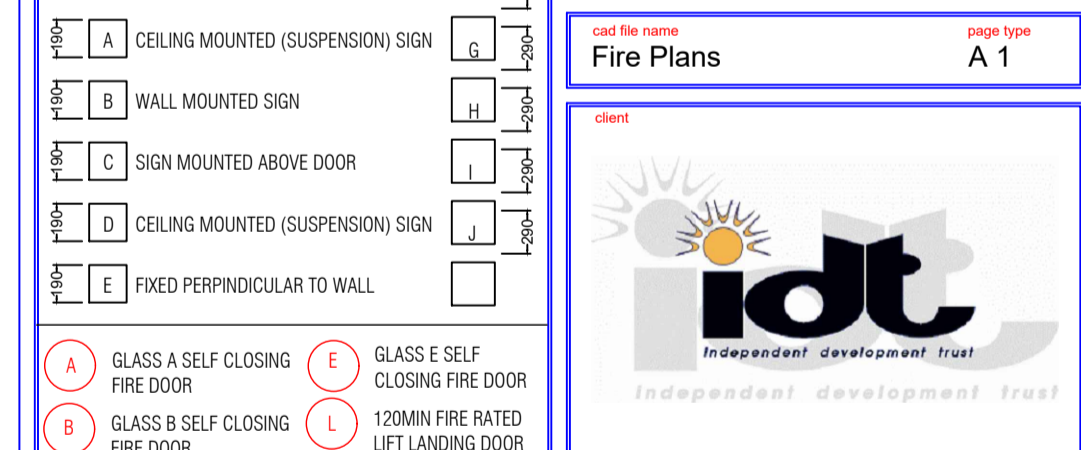 190 A CEILING MOUNTED (SUSPENSION) SIGN G 290
190 B WALL MOUNTED SIGN H 290
190 C SIGN MOUNTED ABOVE DOOR I 290
190 D CEILING MOUNTED (SUSPENSION) SIGN J 290
190 E FIXED PERPINDICULAR TO WALL
A GLASS A SELF CLOSING
FIRE DOOR
E GLASS E SELF
CLOSING FIRE DOOR
B GLASS B SELF CLOSING
FIRE DOOR
L 120MIN FIRE RATED
LIFT LANDING DOOR
cad file name
Fire Plans
page type
A 1
client
idt
Independent development trust
idt
Independent development trust